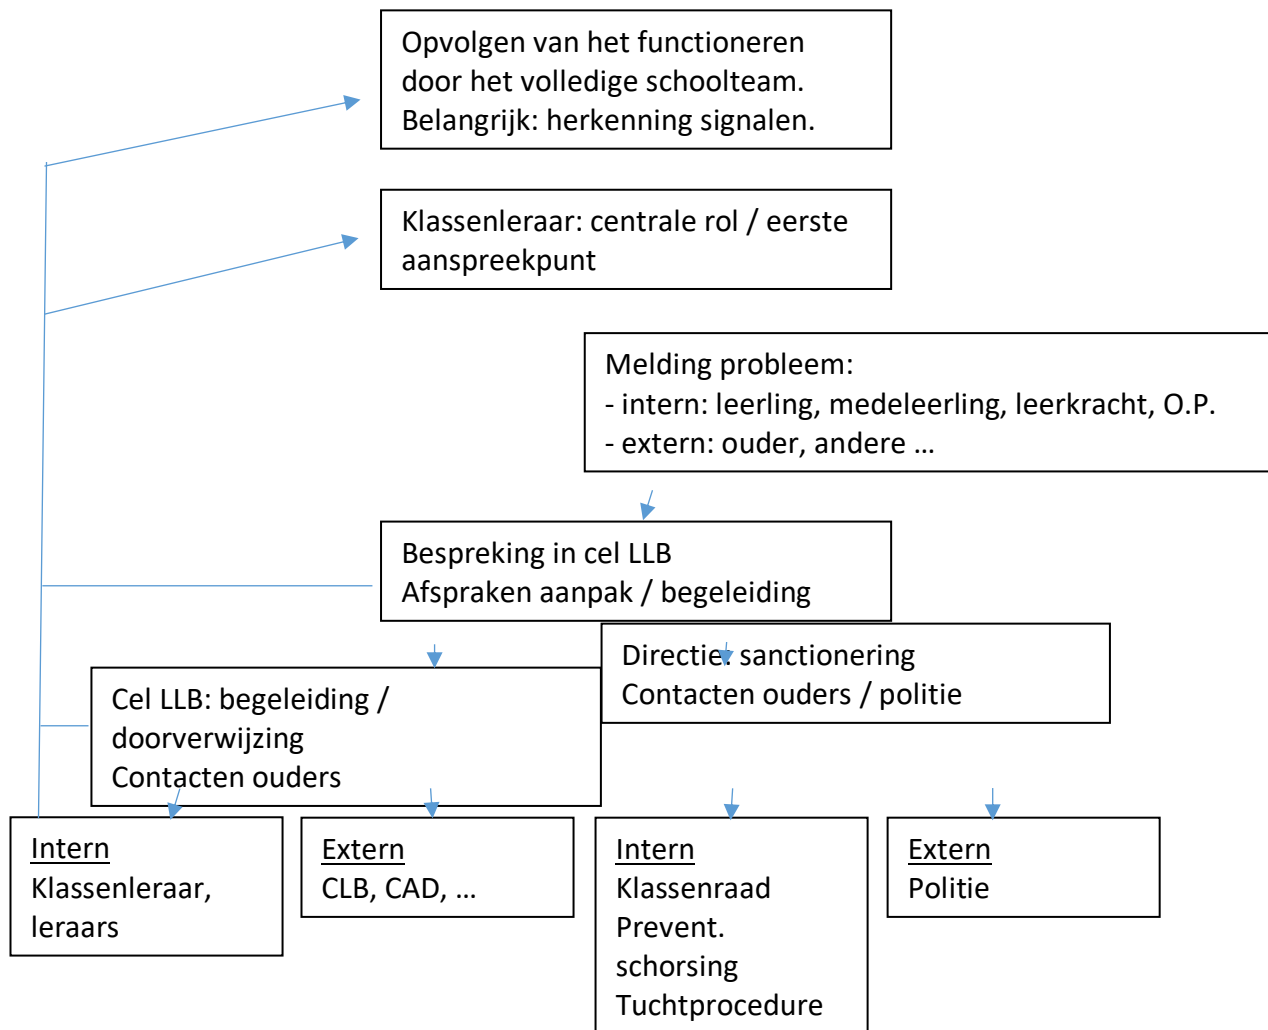 Opvolgen van het functioneren
door het volledige schoolteam.
Belangrijk: herkenning signalen.
Klassenleraar: centrale rol / eerste
aanspreekpunt
Melding probleem:
- intern: leerling, medeleerling, leerkracht, O.P.
- extern: ouder, andere …
Bespreking in cel LLB
Afspraken aanpak / begeleiding
Directie: sanctionering
Contacten ouders / politie
Cel LLB: begeleiding /
doorverwijzing
Contacten ouders
Intern
Klassenleraar,
leraars
Extern
CLB, CAD, …
Intern
Klassenraad
Prevent.
schorsing
Tuchtprocedure
Extern
Politie